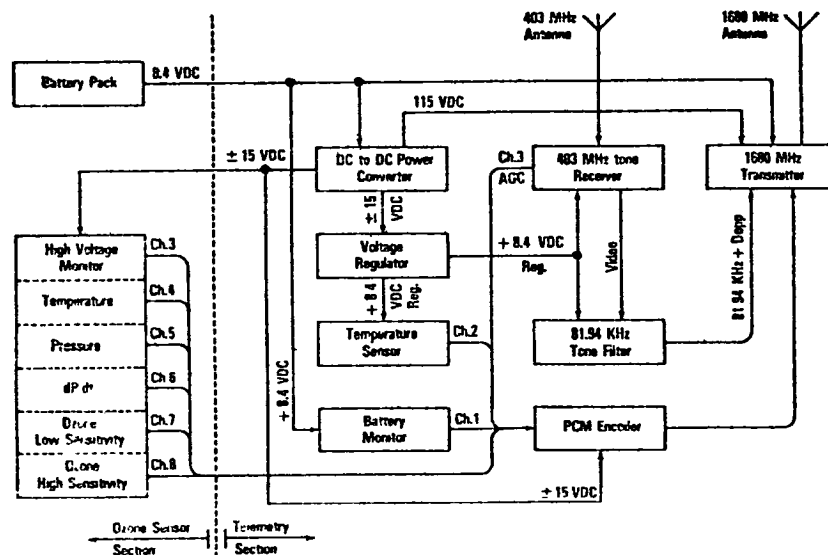 403 MHz
Antenna
1680 MHz
Antenna
Battery Pack
8.4 VDC
115 VDC
± 15 VDC
DC to DC Power
Converter
Ch.3
AGC
403 MHz tone
Receiver
1680 MHz
Transmitter
± 15
VDC
High Voltage
Monitor
Ch.3
Voltage
Regulator
+ 8.4 VDC
Reg.
Video
81 94 KHz + Dopp
Temperature
Ch.4
+ 8 4
VDC
Reg.
Pressure
Ch.5
Temperature
Sensor
Ch.2
81.94 KHz
Tone Filter
dP dt
Ch 6
+ 8.4 VDC
Ozone
Low Sensitivity
Ch.7
Battery
Monitor
Ch.1
PCM Encoder
Ozone
High Sensitivity
Ch.8
± 15 VDC
Ozone Sensor
Section
Telemetry
Section